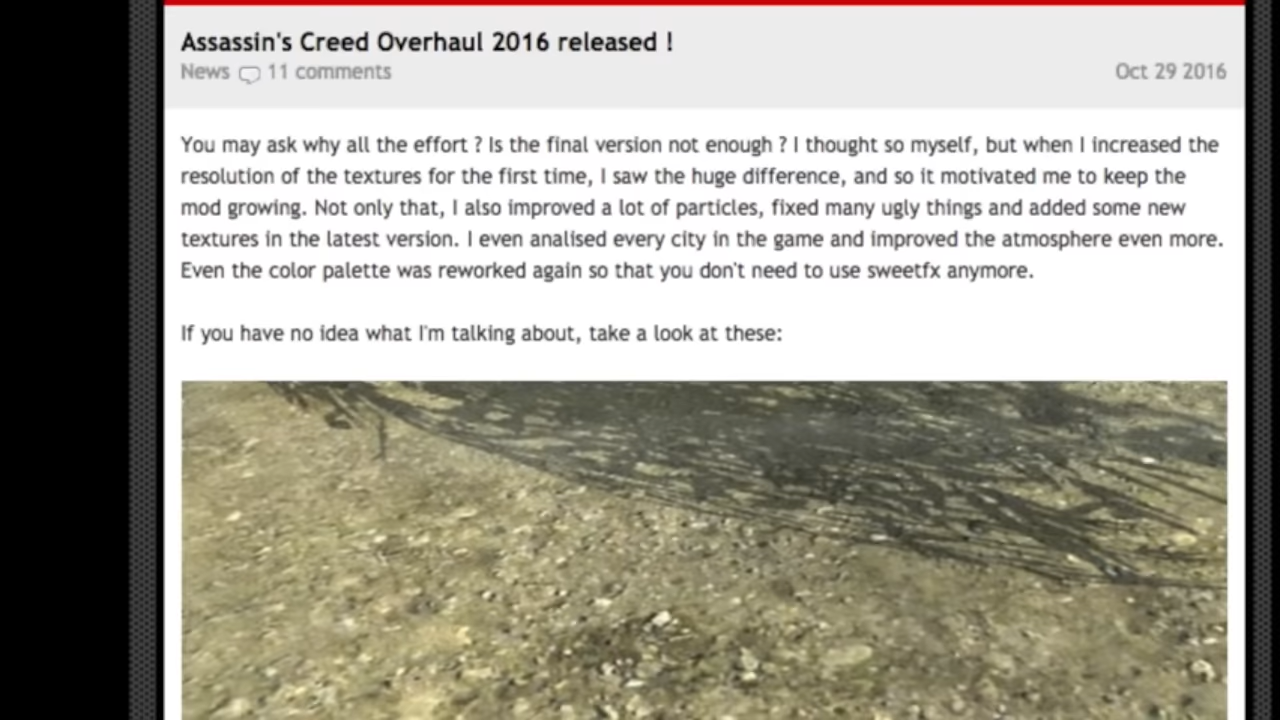 Assassin's Creed Overhaul 2016 released !
News 11 comments Oct 29 2016
You may ask why all the effort ? Is the final version not enough ? I thought so myself, but when I increased the
resolution of the textures for the first time, I saw the huge difference, and so it motivated me to keep the
mod growing. Not only that, I also improved a lot of particles, fixed many ugly things and added some new
textures in the latest version. I even analised every city in the game and improved the atmosphere even more.
Even the color palette was reworked again so that you don't need to use sweetfx anymore.
If you have no idea what I'm talking about, take a look at these: